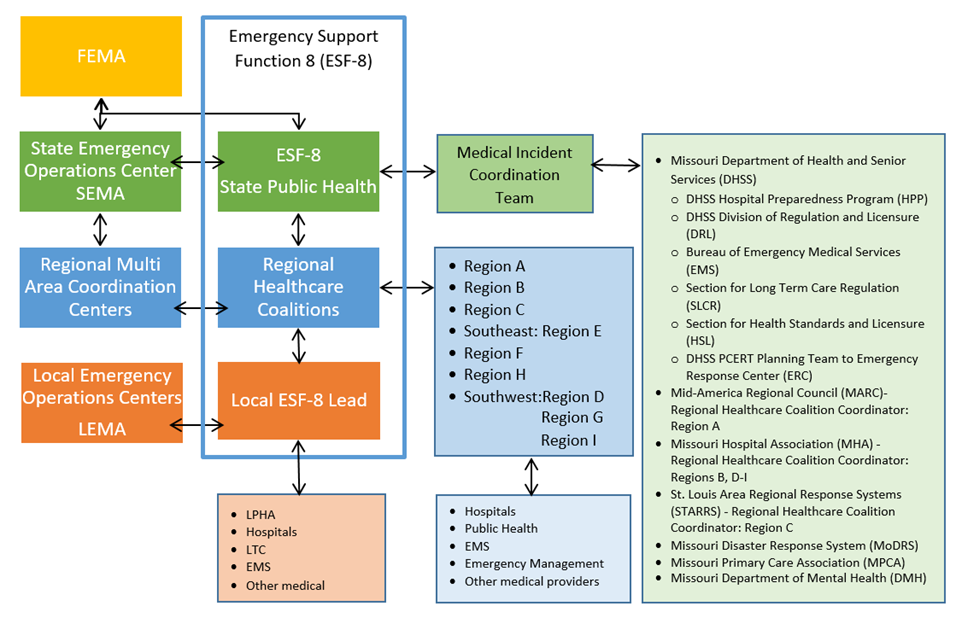 FEMA
Emergency Support
Function 8 (ESF-8)
State Emergency
Operations Center
SEMA
ESF-8
State Public Health
Medical Incident
Coordination
Team
Regional Multi
Area Coordination
Centers
Regional
Healthcare
Coalitions
• Region A
• Region B
• Region C
• Southeast: Region E
• Region F
• Region H
• Southwest:Region D
Region G
Region I
Local Emergency
Operations Centers
LEMA
Local ESF-8 Lead
• LPHA
• Hospitals
• LTC
• EMS
• Other medical
• Hospitals
• Public Health
• EMS
• Emergency Management
• Other medical providers
• Missouri Department of Health and Senior
Services (DHSS)
o DHSS Hospital Preparedness Program (HPP)
o DHSS Division of Regulation and Licensure
(DRL)
o Bureau of Emergency Medical Services
(EMS)
o Section for Long Term Care Regulation
(SLCR)
o Section for Health Standards and Licensure
(HSL)
o DHSS PCERT Planning Team to Emergency
Response Center (ERC)
• Mid-America Regional Council (MARC)-
Regional Healthcare Coalition Coordinator:
Region A
• Missouri Hospital Association (MHA) -
Regional Healthcare Coalition Coordinator:
Regions B, D-I
• St. Louis Area Regional Response Systems
(STARRS) - Regional Healthcare Coalition
Coordinator: Region C
• Missouri Disaster Response System (MoDRS)
• Missouri Primary Care Association (MPCA)
• Missouri Department of Mental Health (DMH)